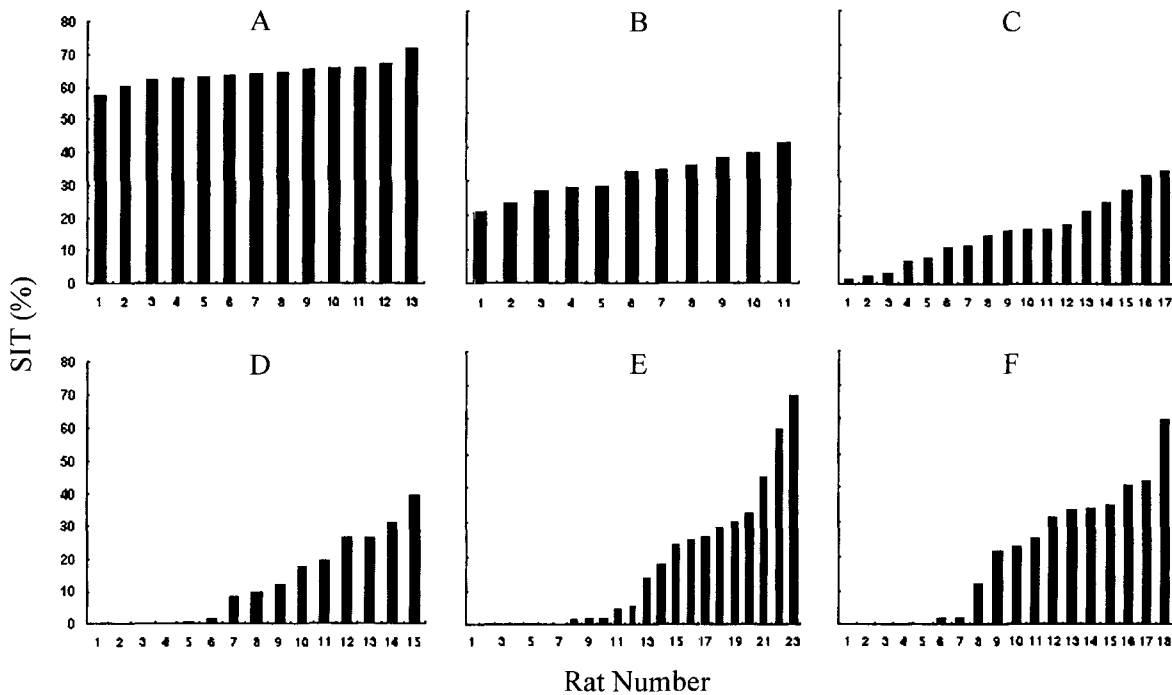 A
B
C
80
70
60
50
40
30
20
10
0
1 2 3 4 5 6 7 8 9 10 11 12 13
1 2 3 4 5 6 7 8 9 10 11
1 2 3 4 5 6 7 8 9 10 11 12 13 14 15 16 17
SIT (%)
D
E
F
80
70
60
50
40
30
20
10
0
1 2 3 4 5 6 7 8 9 10 11 12 13 14 15
1 3 5 7 9 11 13 15 17 19 21 23
1 2 3 4 5 6 7 8 9 10 11 12 13 14 15 16 17 18
Rat Number